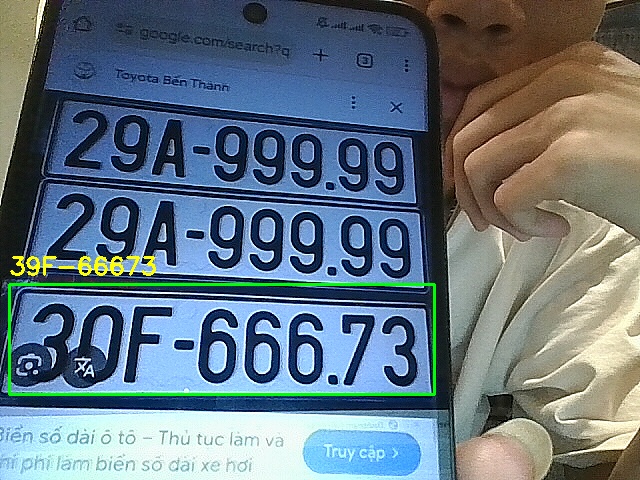 google.com/search?q
3
Toyota Bến Thành
29A-999.99
29A-999.99
39F-66673
30F-666.73
Biển số dài ô tô – Thủ tục làm và
phí làm biển số dài xe hơi
Truy cập ›